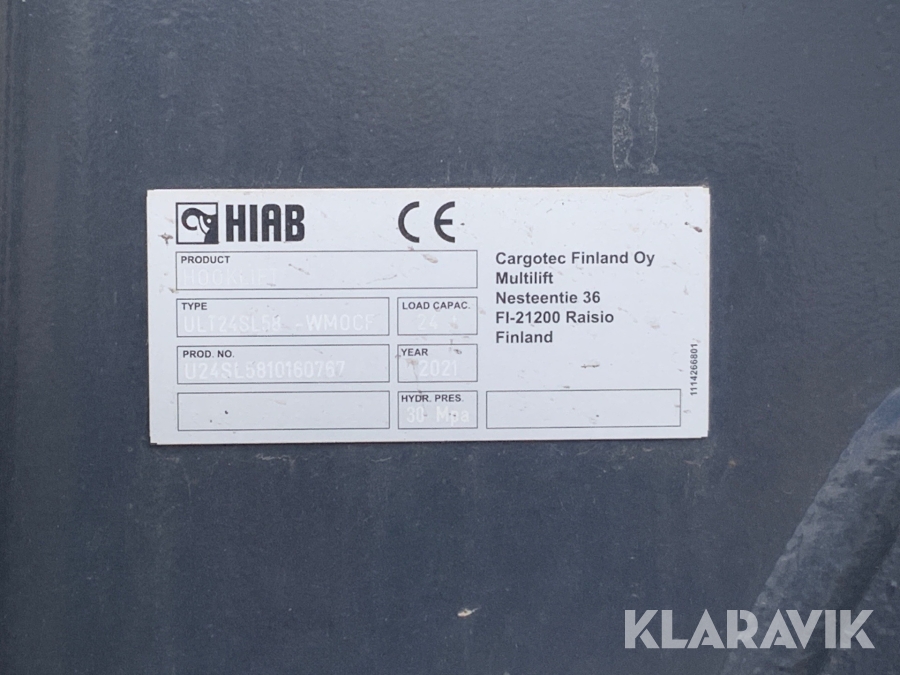 HIAB
CE
PRODUCT
HOOKLIFT
TYPE
ULT24SL58 -WM0CF
LOAD CAPAC.
24 t
PROD. NO.
U24SL5810160767
YEAR
2021
HYDR. PRES.
30 Mpa
Cargotec Finland Oy
Multilift
Nesteentie 36
FI-21200 Raisio
Finland
1114266801
KLARAVIK